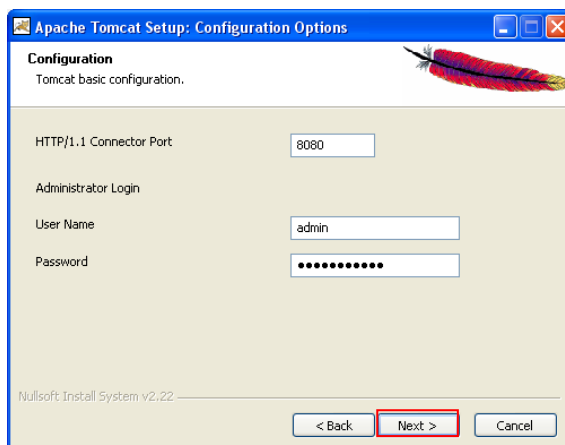 Apache Tomcat Setup: Configuration Options
Configuration
Tomcat basic configuration.
HTTP/1.1 Connector Port 8080
Administrator Login
User Name admin
Password •••••••••••
Nullsoft Install System v2.22
< Back Next > Cancel